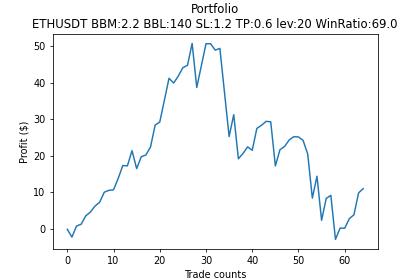 Portfolio
ETHUSDT BBM:2.2 BBL:140 SL:1.2 TP:0.6 lev:20 WinRatio:69.0
50
40
30
20
10
0
Profit ($)
0 10 20 30 40 50 60
Trade counts